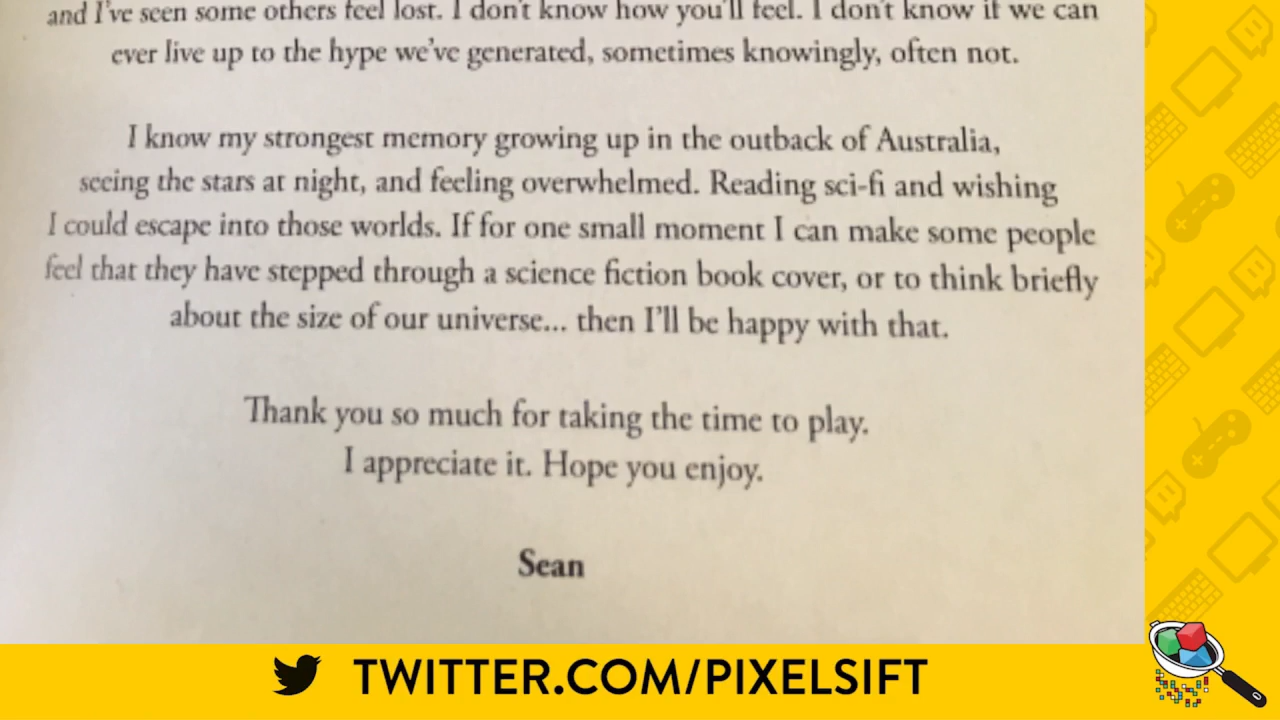 and I've seen some others feel lost. I don't know how you'll feel. I don't know if we can
ever live up to the hype we've generated, sometimes knowingly, often not.
I know my strongest memory growing up in the outback of Australia,
seeing the stars at night, and feeling overwhelmed. Reading sci-fi and wishing
I could escape into those worlds. If for one small moment I can make some people
feel that they have stepped through a science fiction book cover, or to think briefly
about the size of our universe... then I'll be happy with that.
Thank you so much for taking the time to play.
I appreciate it. Hope you enjoy.
Sean
TWITTER.COM/PIXELSIFT